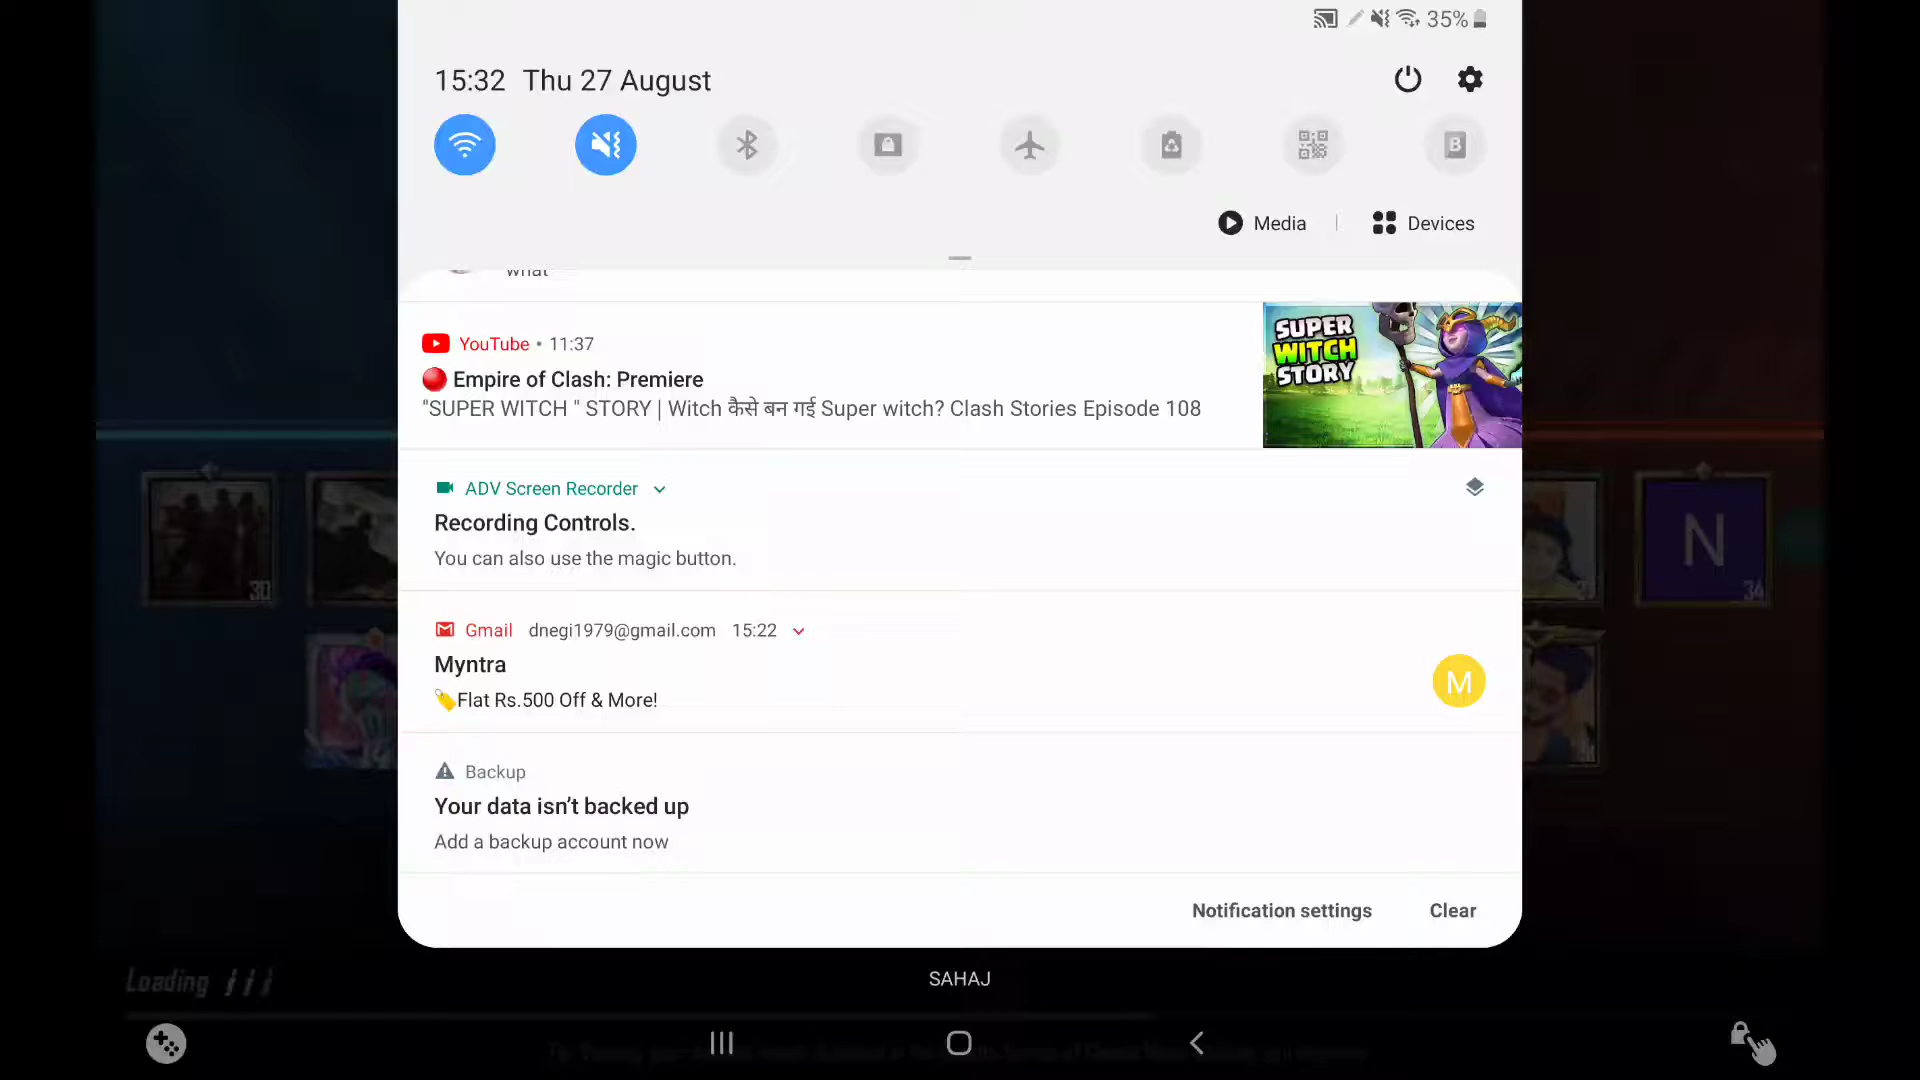 35%
15:32 Thu 27 August
B
Media | Devices
what
YouTube • 11:37
Empire of Clash: Premiere
"SUPER WITCH " STORY | Witch कैसे बन गई Super witch? Clash Stories Episode 108
SUPER
WITCH
STORY
ADV Screen Recorder
Recording Controls.
You can also use the magic button.
Gmail dnegi1979@gmail.com 15:22
Myntra
🏷️Flat Rs.500 Off & More!
M
Backup
Your data isn't backed up
Add a backup account now
Notification settings Clear
30
N
34
Loading
SAHAJ